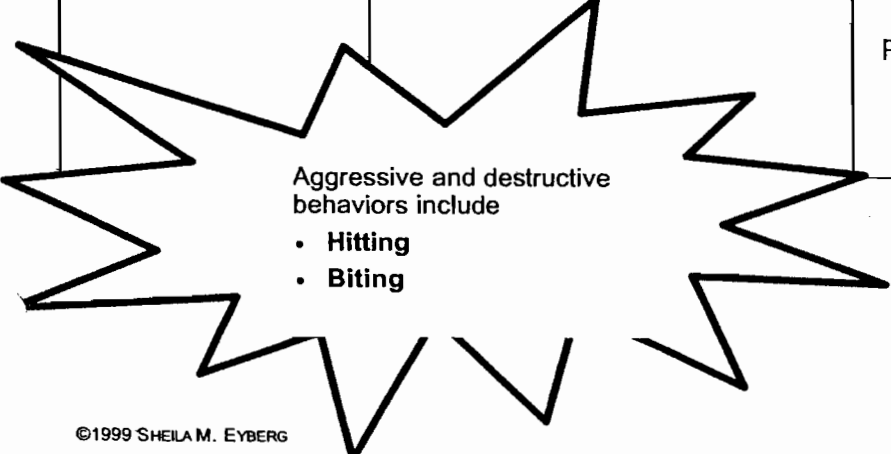 Aggressive and destructive
behaviors include
• Hitting
• Biting
©1999 SHEILA M. EYBERG